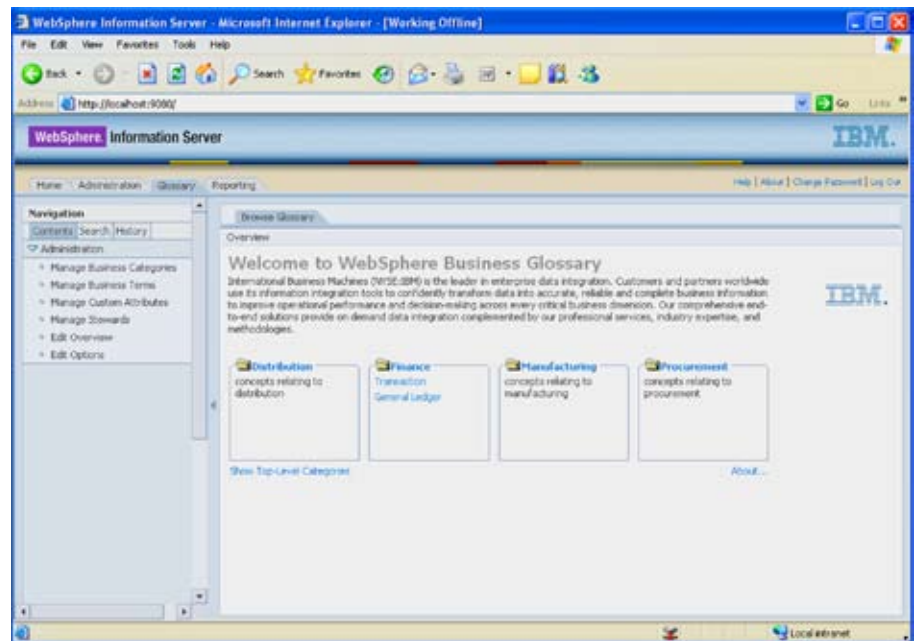 WebSphere Information Server - Microsoft Internet Explorer - [Working Offline]
File Edit View Favorites Tools Help
Back Search Favorites
Address http://localhost:9080/ Go Links
WebSphere. Information Server IBM.
Home Administration Glossary Reporting Help | About | Change Password | Log Out
Navigation
Contents Search History
Administration
Manage Business Categories
Manage Business Terms
Manage Custom Attributes
Manage Stewards
Edit Overview
Edit Options
Browse Glossary
Overview
Welcome to WebSphere Business Glossary
International Business Machines (NYSE:IBM) is the leader in enterprise data integration. Customers and partners worldwide
use its information integration tools to confidently transform data into accurate, reliable and complete business information
to improve operational performance and decision-making across every critical business dimension. Our comprehensive end-
to-end solutions provide on demand data integration complemented by our professional services, industry expertise, and
methodologies.
IBM.
Distribution
concepts relating to
distribution
Finance
Transaction
General Ledger
Manufacturing
concepts relating to
manufacturing
Procurement
concepts relating to
procurement
Show Top-Level Categories
About...
Local intranet